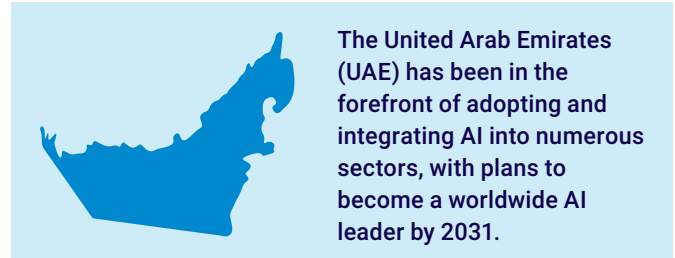 The United Arab Emirates
(UAE) has been in the
forefront of adopting and
integrating AI into numerous
sectors, with plans to
become a worldwide AI
leader by 2031.